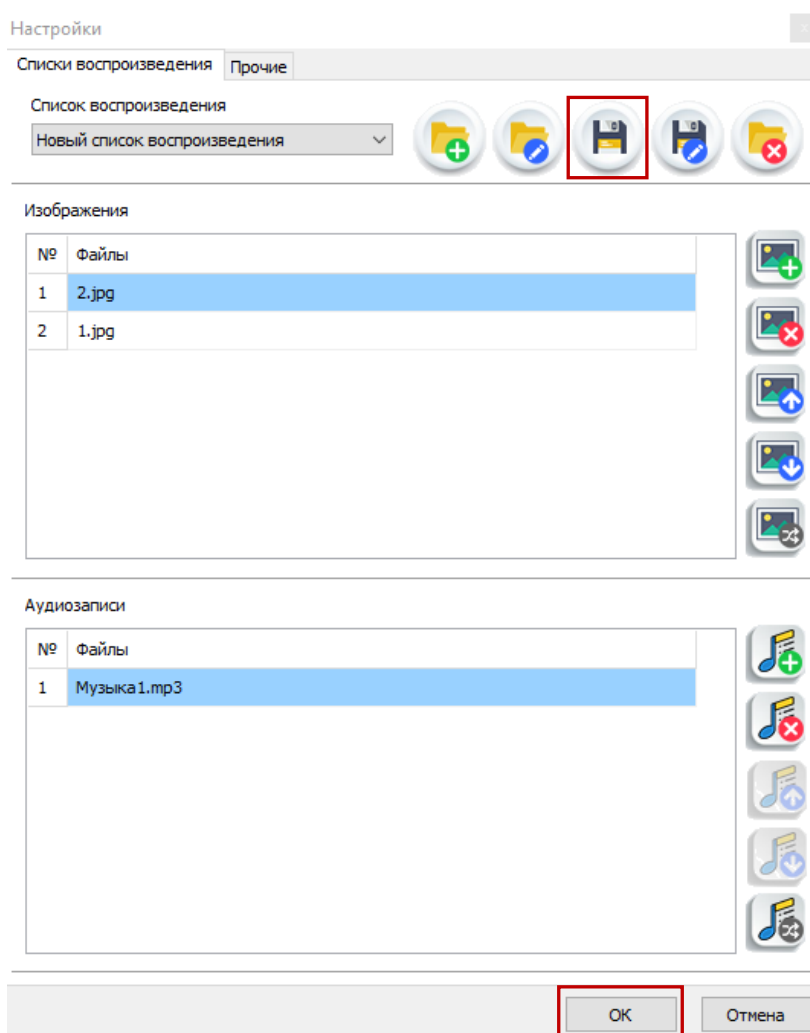 Настройки
Списки воспроизведения Прочие
Список воспроизведения
Новый список воспроизведения
Изображения
№ Файлы
1 2.jpg
2 1.jpg
Аудиозаписи
№ Файлы
1 Музыка1.mp3
ОК Отмена